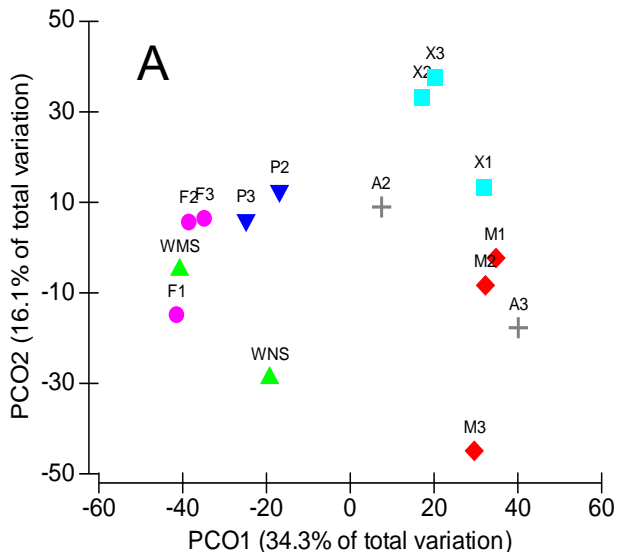 A
50
30
10
-10
-30
-50
PCO2 (16.1% of total variation)
X3
X2
X1
P2
P3
F2
F3
A2
WMS
F1
M1
M2
A3
WNS
M3
-60
-40
-20
0
20
40
60
PCO1 (34.3% of total variation)